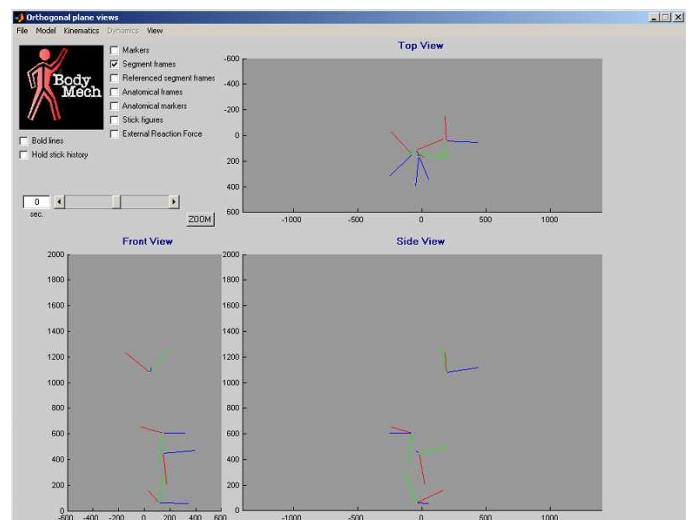 Orthogonal plane views
File Model Kinematics Dynamics View
Body
Mech
Markers
Segment frames
Referenced segment frames
Anatomical frames
Anatomical markers
Stick figures
External Reaction Force
Bold lines
Hold stick history
0
sec.
ZOOM
Top View
-600
-400
-200
0
200
400
600
-1000 -500 0 500 1000
Front View
2000
1800
1600
1400
1200
1000
800
600
400
200
0
-600 -400 -200 0 200 400 600
Side View
2000
1800
1600
1400
1200
1000
800
600
400
200
0
-1000 -500 0 500 1000